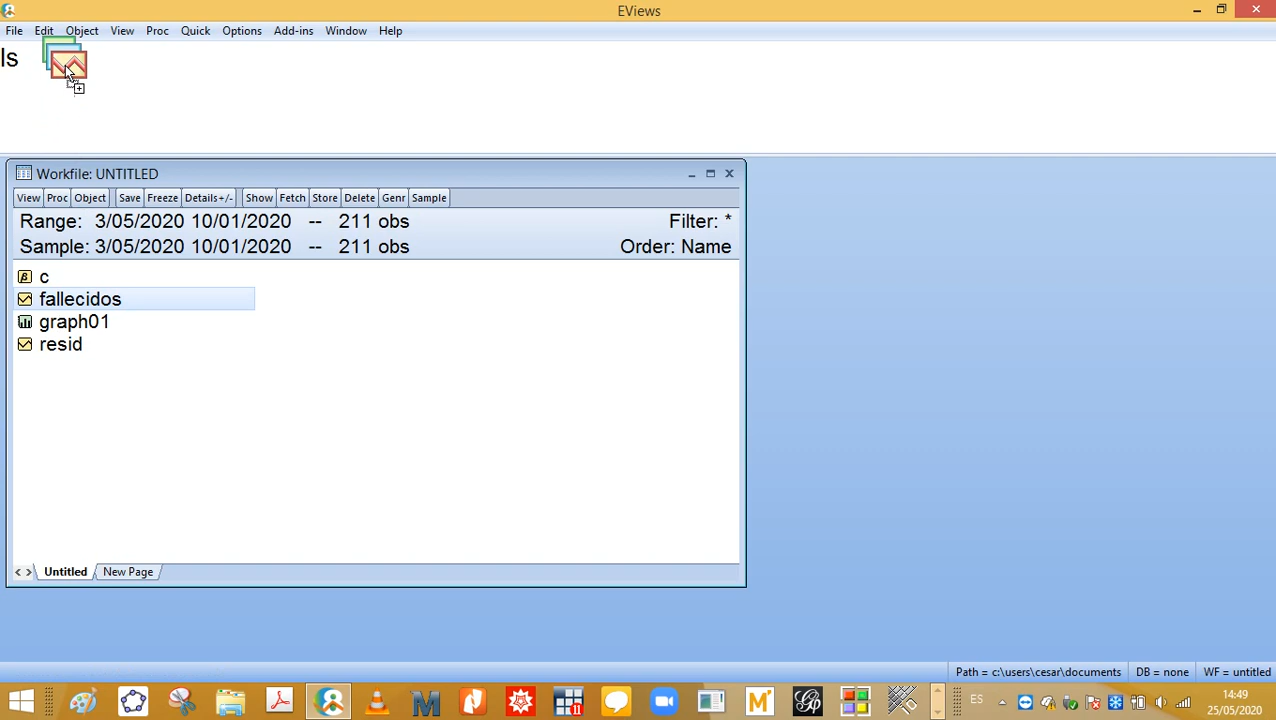 EViews
File Edit Object View Proc Quick Options Add-ins Window Help
ls
Workfile: UNTITLED
View Proc Object Save Freeze Details+/- Show Fetch Store Delete Genr Sample
Range: 3/05/2020 10/01/2020 -- 211 obs Filter: *
Sample: 3/05/2020 10/01/2020 -- 211 obs Order: Name
c
fallecidos
graph01
resid
Untitled New Page
Path = c:\users\cesar\documents DB = none WF = untitled
ES 14:49
25/05/2020